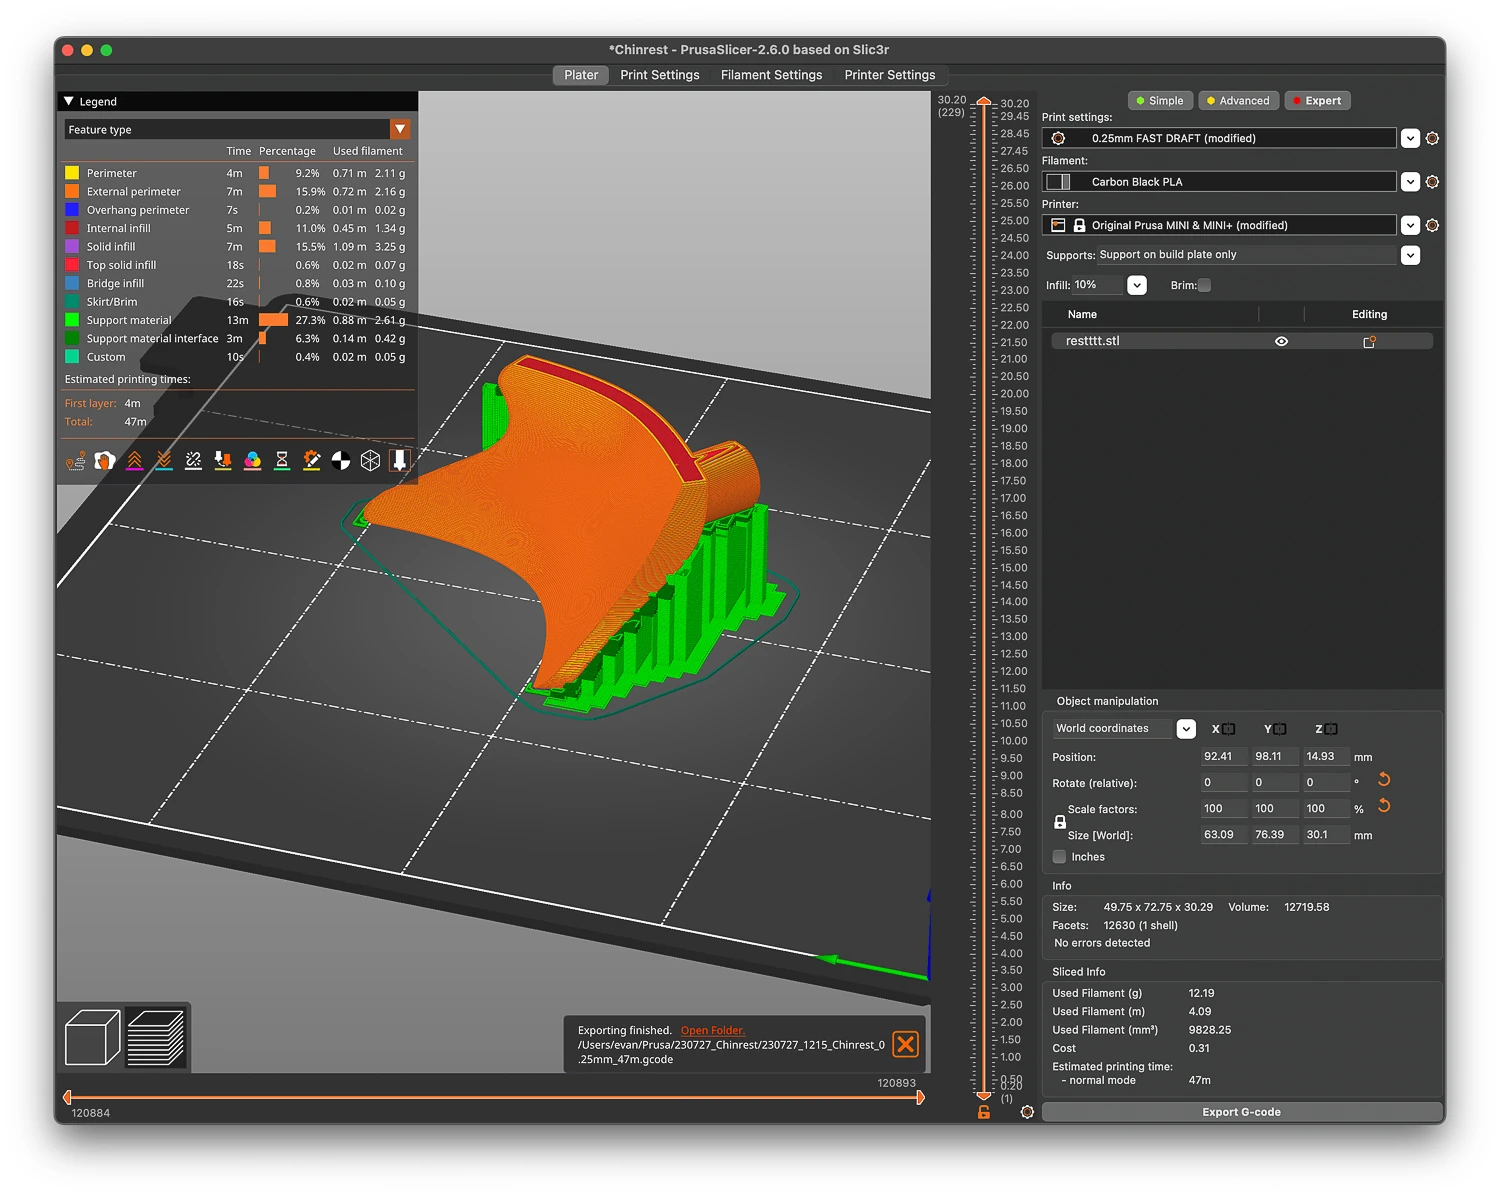 *Chinrest - PrusaSlicer-2.6.0 based on Slic3r
Plater Print Settings Filament Settings Printer Settings
Legend
Feature type
Time Percentage Used filament
Perimeter 4m 9.2% 0.71 m 2.11 g
External perimeter 7m 15.9% 0.72 m 2.16 g
Overhang perimeter 7s 0.2% 0.01 m 0.02 g
Internal infill 5m 11.0% 0.45 m 1.34 g
Solid infill 7m 15.5% 1.09 m 3.25 g
Top solid infill 18s 0.6% 0.02 m 0.07 g
Bridge infill 22s 0.8% 0.03 m 0.10 g
Skirt/Brim 16s 0.6% 0.02 m 0.05 g
Support material 13m 27.3% 0.88 m 2.61 g
Support material interface 3m 6.3% 0.14 m 0.42 g
Custom 10s 0.4% 0.02 m 0.05 g
Estimated printing times:
First layer: 4m
Total: 47m
Exporting finished. Open Folder.
/Users/evan/Prusa/230727_Chinrest/230727_1215_Chinrest_0
.25mm_47m.gcode
120893
120884
30.20
(229)
30.20
29.45
28.45
27.45
26.50
26.00
25.50
25.00
24.50
24.00
23.50
23.00
22.50
22.00
21.50
21.00
20.50
20.00
19.50
19.00
18.50
18.00
17.50
17.00
16.50
16.00
15.50
15.00
14.50
14.00
13.50
13.00
12.50
12.00
11.50
11.00
10.50
10.00
9.50
9.00
8.50
8.00
7.50
7.00
6.50
6.00
5.50
5.00
4.50
4.00
3.50
3.00
2.50
2.00
1.50
1.00
0.50
0.20
(1)
Simple Advanced Expert
Print settings:
0.25mm FAST DRAFT (modified)
Filament:
Carbon Black PLA
Printer:
Original Prusa MINI & MINI+ (modified)
Supports: Support on build plate only
Infill: 10% Brim:
Name Editing
restttt.stl
Object manipulation
World coordinates X Y Z
Position: 92.41 98.11 14.93 mm
Rotate (relative): 0 0 0 °
Scale factors: 100 100 100 %
Size [World]: 63.09 76.39 30.1 mm
Inches
Info
Size: 49.75 x 72.75 x 30.29 Volume: 12719.58
Facets: 12630 (1 shell)
No errors detected
Sliced Info
Used Filament (g) 12.19
Used Filament (m) 4.09
Used Filament (mm³) 9828.25
Cost 0.31
Estimated printing time:
- normal mode 47m
Export G-code